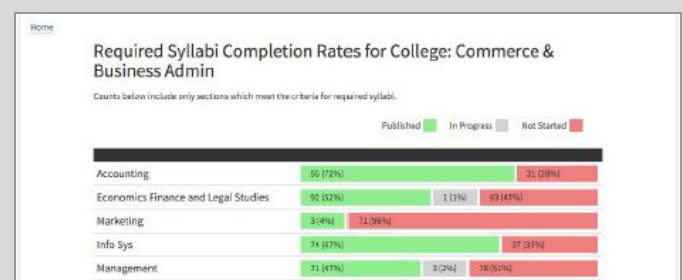 Home
Required Syllabi Completion Rates for College: Commerce &
Business Admin
Counts below include only sections which meet the criteria for required syllabi.
Published In Progress Not Started
Accounting 56 (72%) 21 (28%)
Economics Finance and Legal Studies 92 (52%) 1 (1%) 83 (47%)
Marketing 3 (4%) 71 (96%)
Info Sys 74 (67%) 37 (33%)
Management 71 (47%) 3 (2%) 78 (51%)